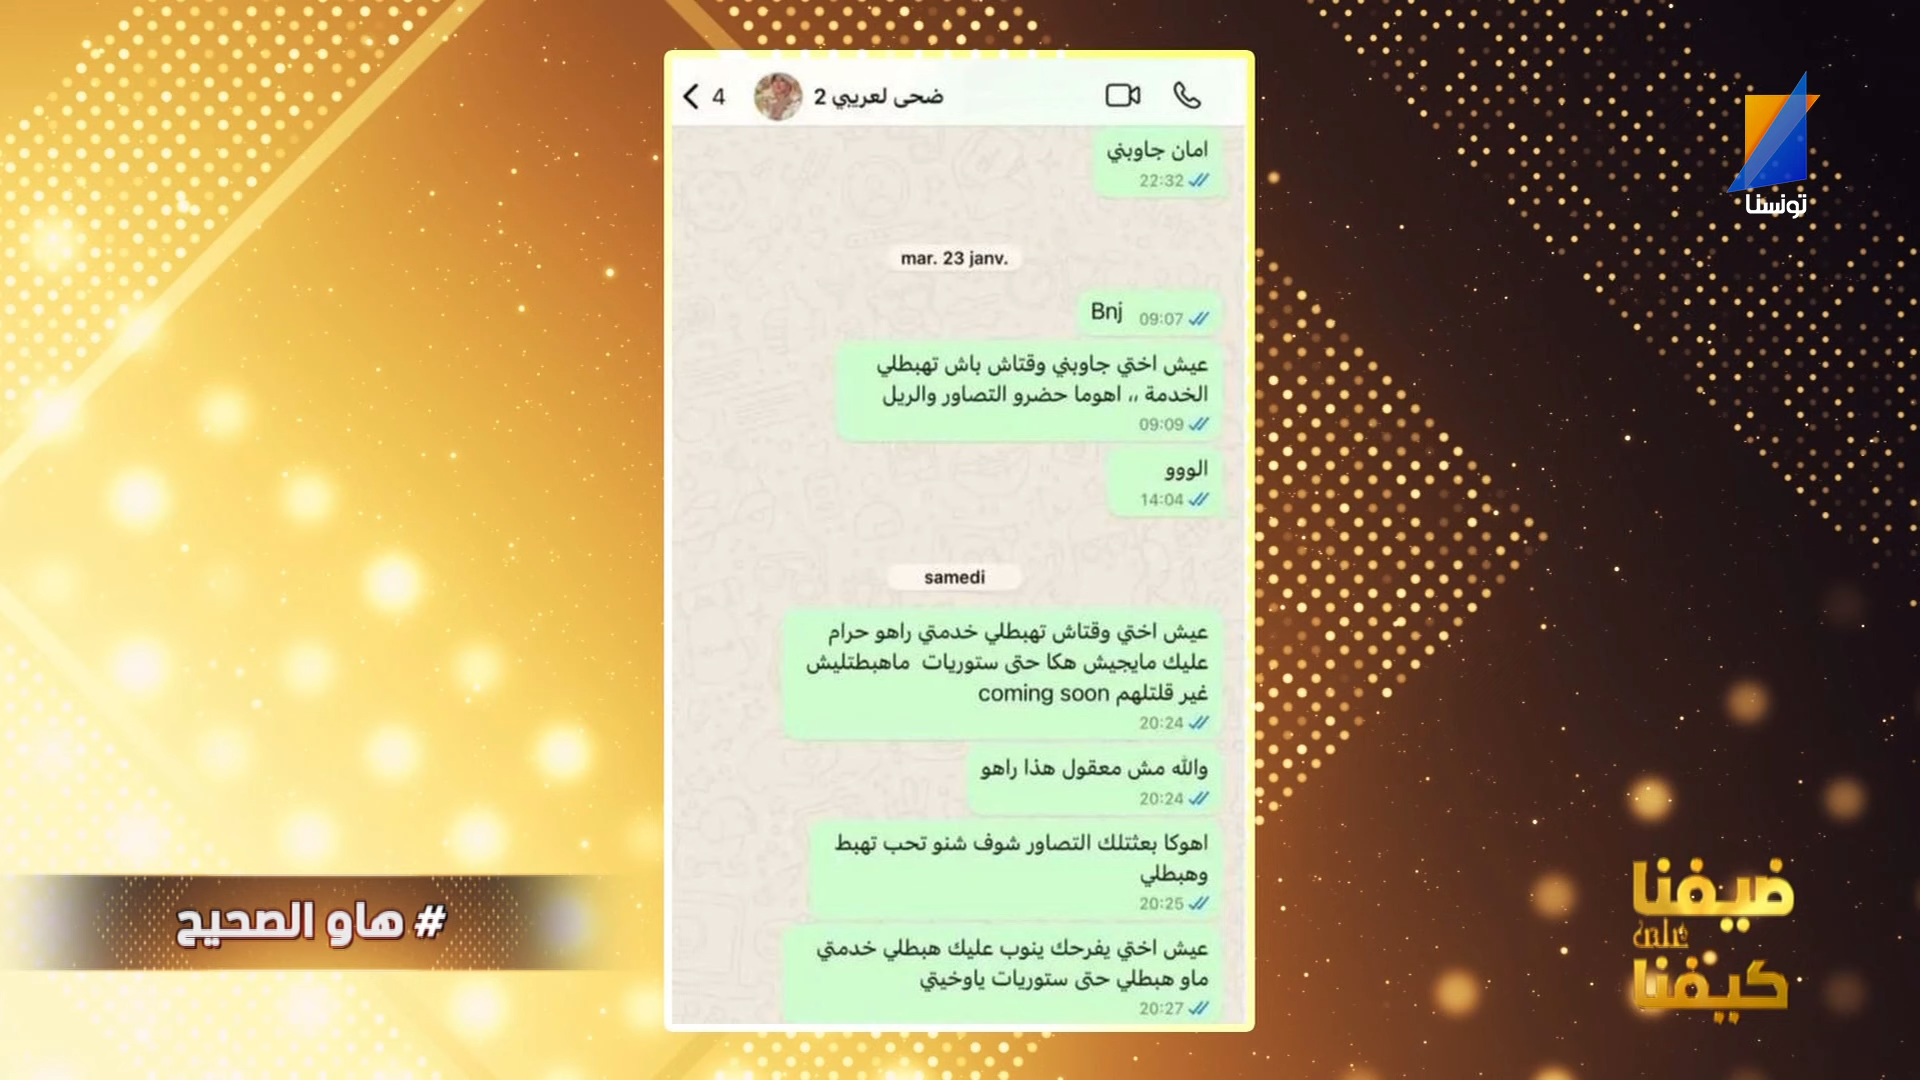 4
ضحى لعريبي 2
امان جاوبني
22:32
mar. 23 janv.
Bnj
09:07
عيش اختي جاوبني وقتاش باش تهبطلي
الخدمة ،، اهوما حضرو التصاور والريل
09:09
الووو
14:04
samedi
عيش اختي وقتاش تهبطلي خدمتي راهو حرام
عليك مايجيش هكا حتى ستوريات ماهبطتليش
غير قلتلهم coming soon
20:24
والله مش معقول هذا راهو
20:24
اهوكا بعثتلك التصاور شوف شنو تحب تهبط
وهبطلي
20:25
عيش اختي يفرحك ينوب عليك هبطلي خدمتي
ماو هبطلي حتى ستوريات ياوخيتي
20:27
تونسنا
# هاو الصحيح
ضيفنا
على
كيفنا